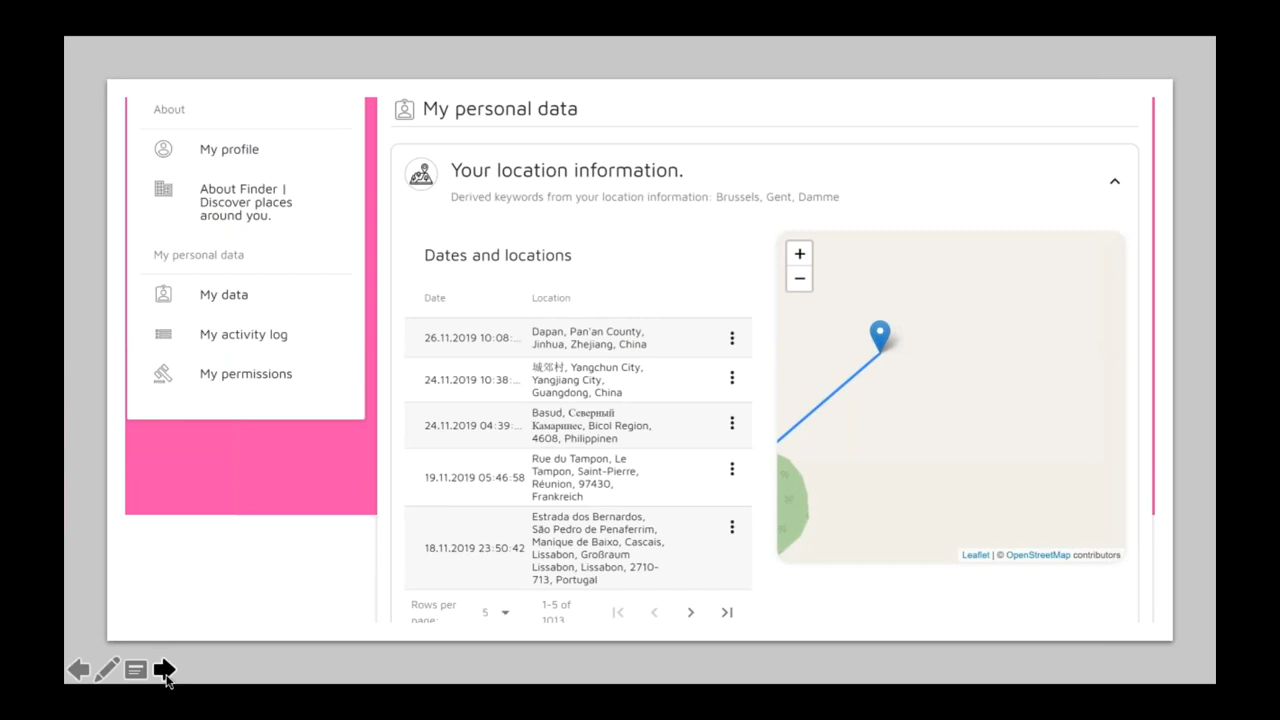 About
My profile
About Finder |
Discover places
around you.
My personal data
My data
My activity log
My permissions
My personal data
Your location information.
Derived keywords from your location information: Brussels, Gent, Damme
Dates and locations
Date Location
26.11.2019 10:08:... Dapan, Pan'an County,
Jinhua, Zhejiang, China
24.11.2019 10:38:... 城郊村, Yangchun City,
Yangjiang City,
Guangdong, China
24.11.2019 04:39:... Basud, Северный
Камаринес, Bicol Region,
4608, Philippinen
19.11.2019 05:46:58 Rue du Tampon, Le
Tampon, Saint-Pierre,
Réunion, 97430,
Frankreich
18.11.2019 23:50:42 Estrada dos Bernardos,
São Pedro de Penaferrim,
Manique de Baixo, Cascais,
Lissabon, Großraum
Lissabon, Lissabon, 2710-
713, Portugal
Rows per
page: 5 1-5 of
1013
+
−
Leaflet | © OpenStreetMap contributors